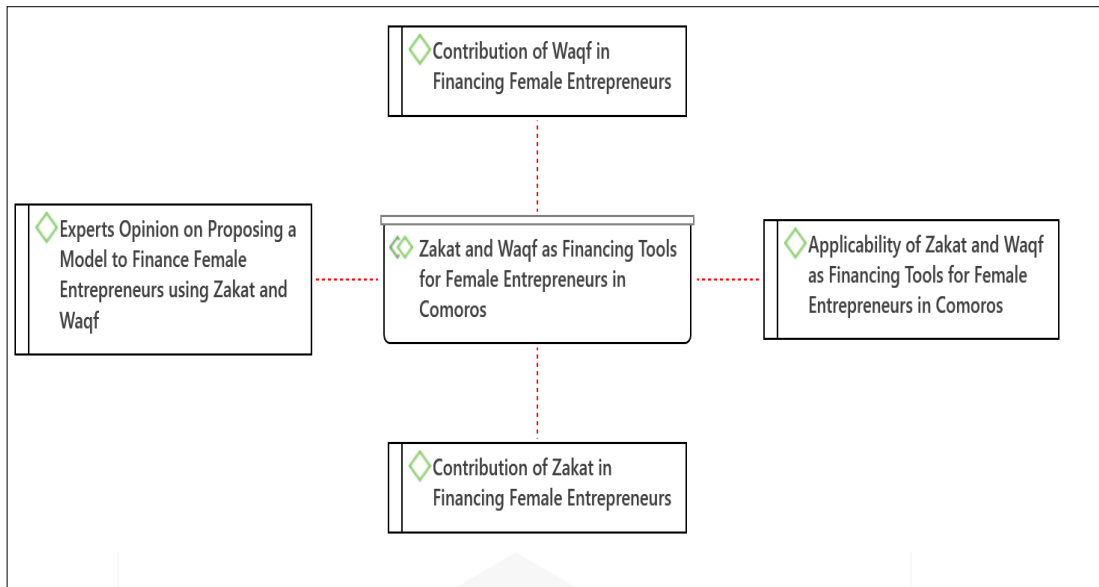 Contribution of Waqf in
Financing Female Entrepreneurs
Experts Opinion on Proposing a
Model to Finance Female
Entrepreneurs using Zakat and
Waqf
Zakat and Waqf as Financing Tools
for Female Entrepreneurs in
Comoros
Applicability of Zakat and Waqf
as Financing Tools for Female
Entrepreneurs in Comoros
Contribution of Zakat in
Financing Female Entrepreneurs